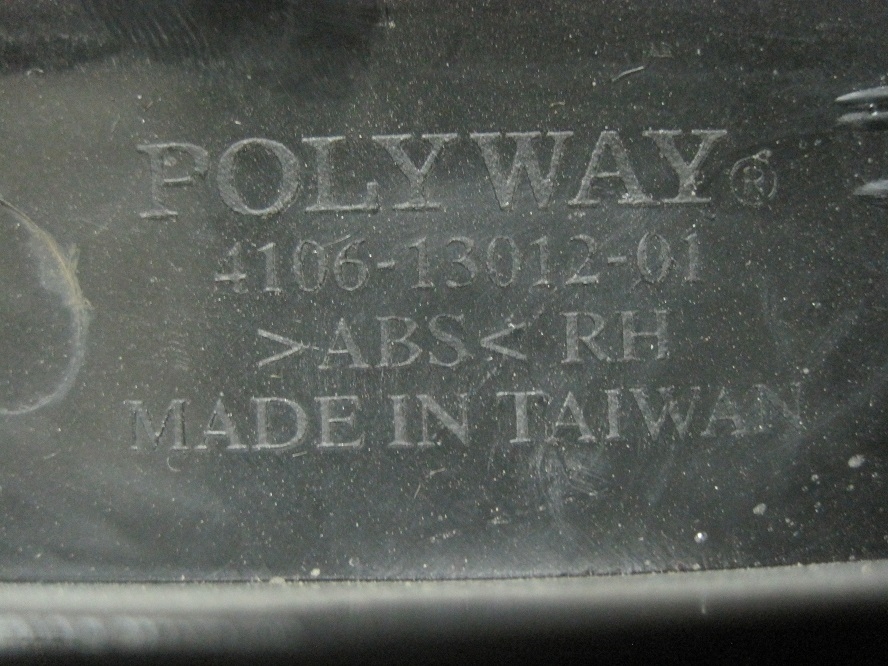 POLYWAY®
4106-13012-01
>ABS< RH
MADE IN TAIWAN